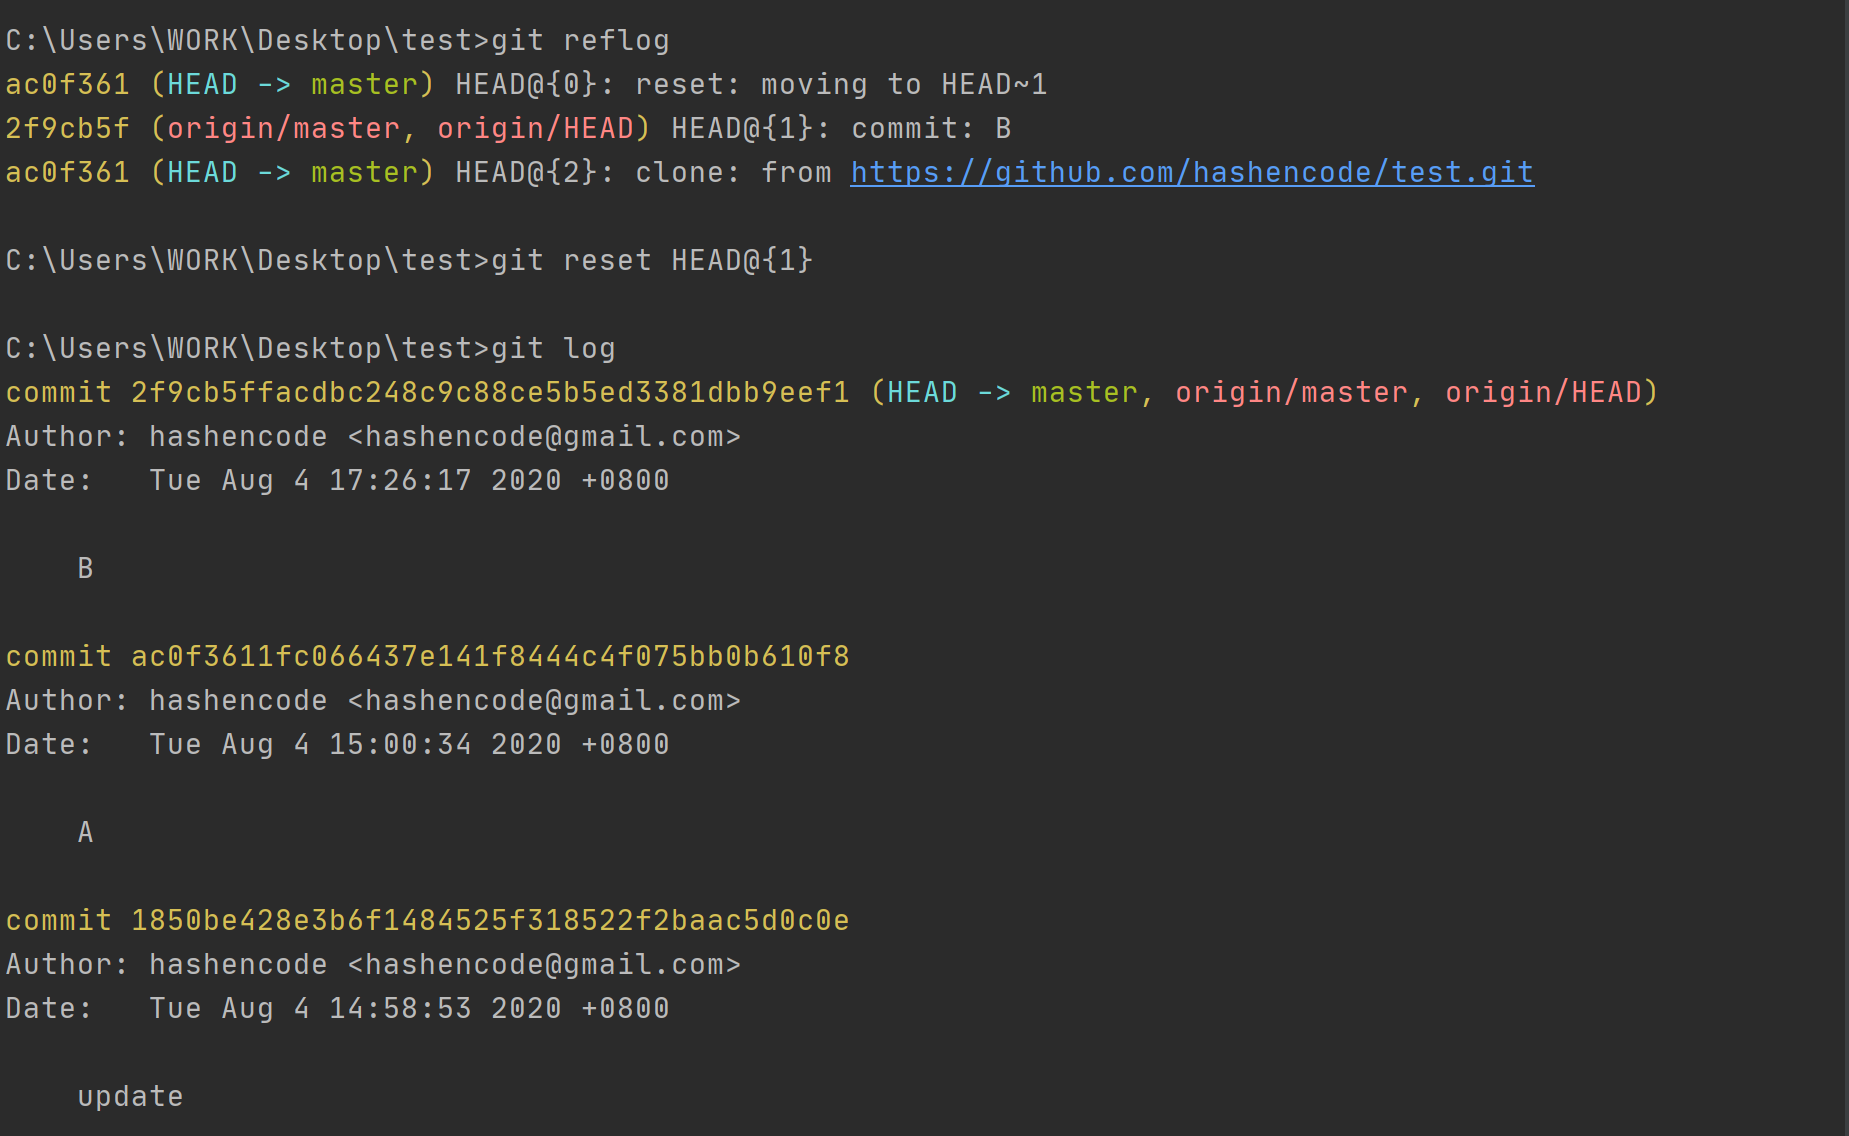 C:\Users\WORK\Desktop\test>git reflog
ac0f361 (HEAD -> master) HEAD@{0}: reset: moving to HEAD~1
2f9cb5f (origin/master, origin/HEAD) HEAD@{1}: commit: B
ac0f361 (HEAD -> master) HEAD@{2}: clone: from https://github.com/hashencode/test.git
C:\Users\WORK\Desktop\test>git reset HEAD@{1}
C:\Users\WORK\Desktop\test>git log
commit 2f9cb5ffacdbc248c9c88ce5b5ed3381dbb9eef1 (HEAD -> master, origin/master, origin/HEAD)
Author: hashencode <hashencode@gmail.com>
Date:   Tue Aug 4 17:26:17 2020 +0800
    B
commit ac0f3611fc066437e141f8444c4f075bb0b610f8
Author: hashencode <hashencode@gmail.com>
Date:   Tue Aug 4 15:00:34 2020 +0800
    A
commit 1850be428e3b6f1484525f318522f2baac5d0c0e
Author: hashencode <hashencode@gmail.com>
Date:   Tue Aug 4 14:58:53 2020 +0800
    update